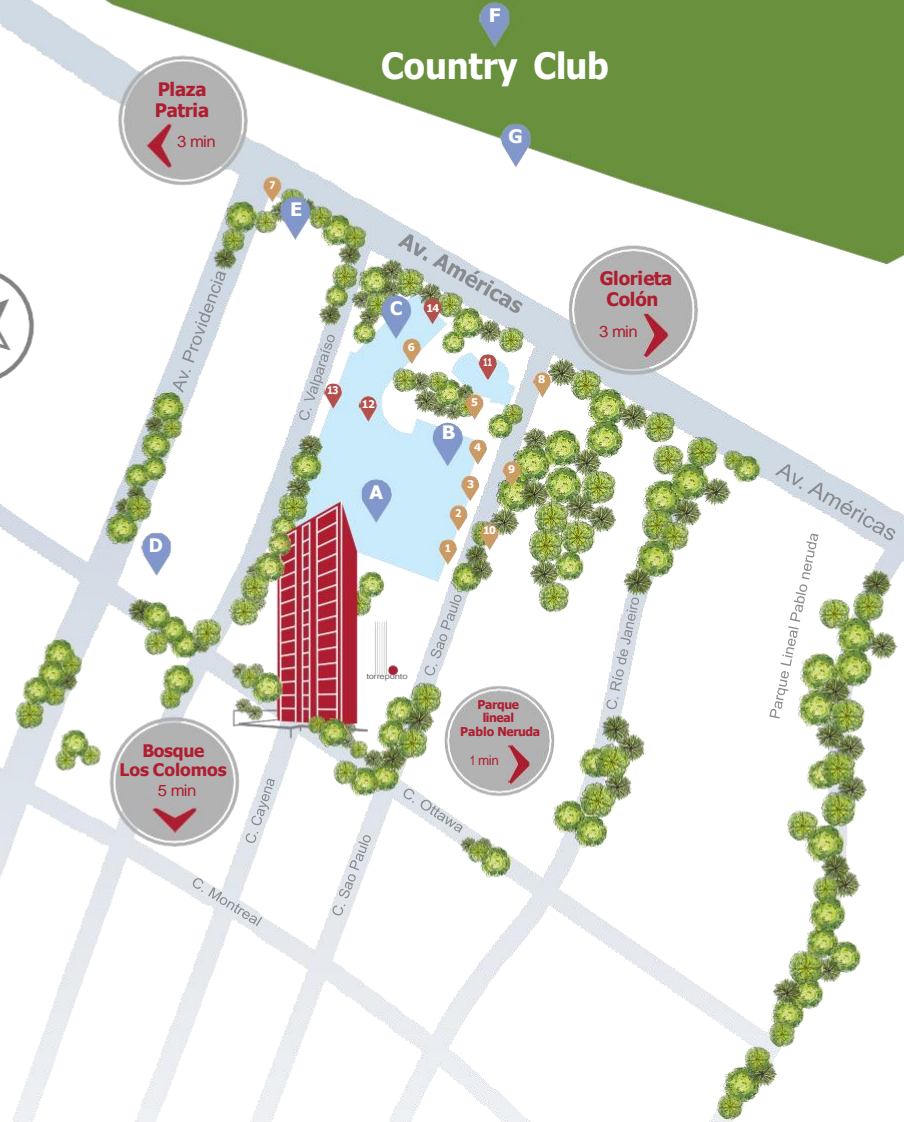 F
Country Club
G
Plaza
Patria
3 min
7
E
Av. Américas
Glorieta
Colón
3 min
C
14
6
11
8
13
12
5
B
4
9
3
A
2
10
1
D
Av. Providencia
C. Valparaíso
Av. Américas
Parque Lineal Pablo neruda
C. Sao Paulo
C. Río de Janeiro
torrepunto
Parque
lineal
Pablo Neruda
1 min
Bosque
Los Colomos
5 min
C. Cayena
C. Ottawa
C. Sao Paulo
C. Montreal